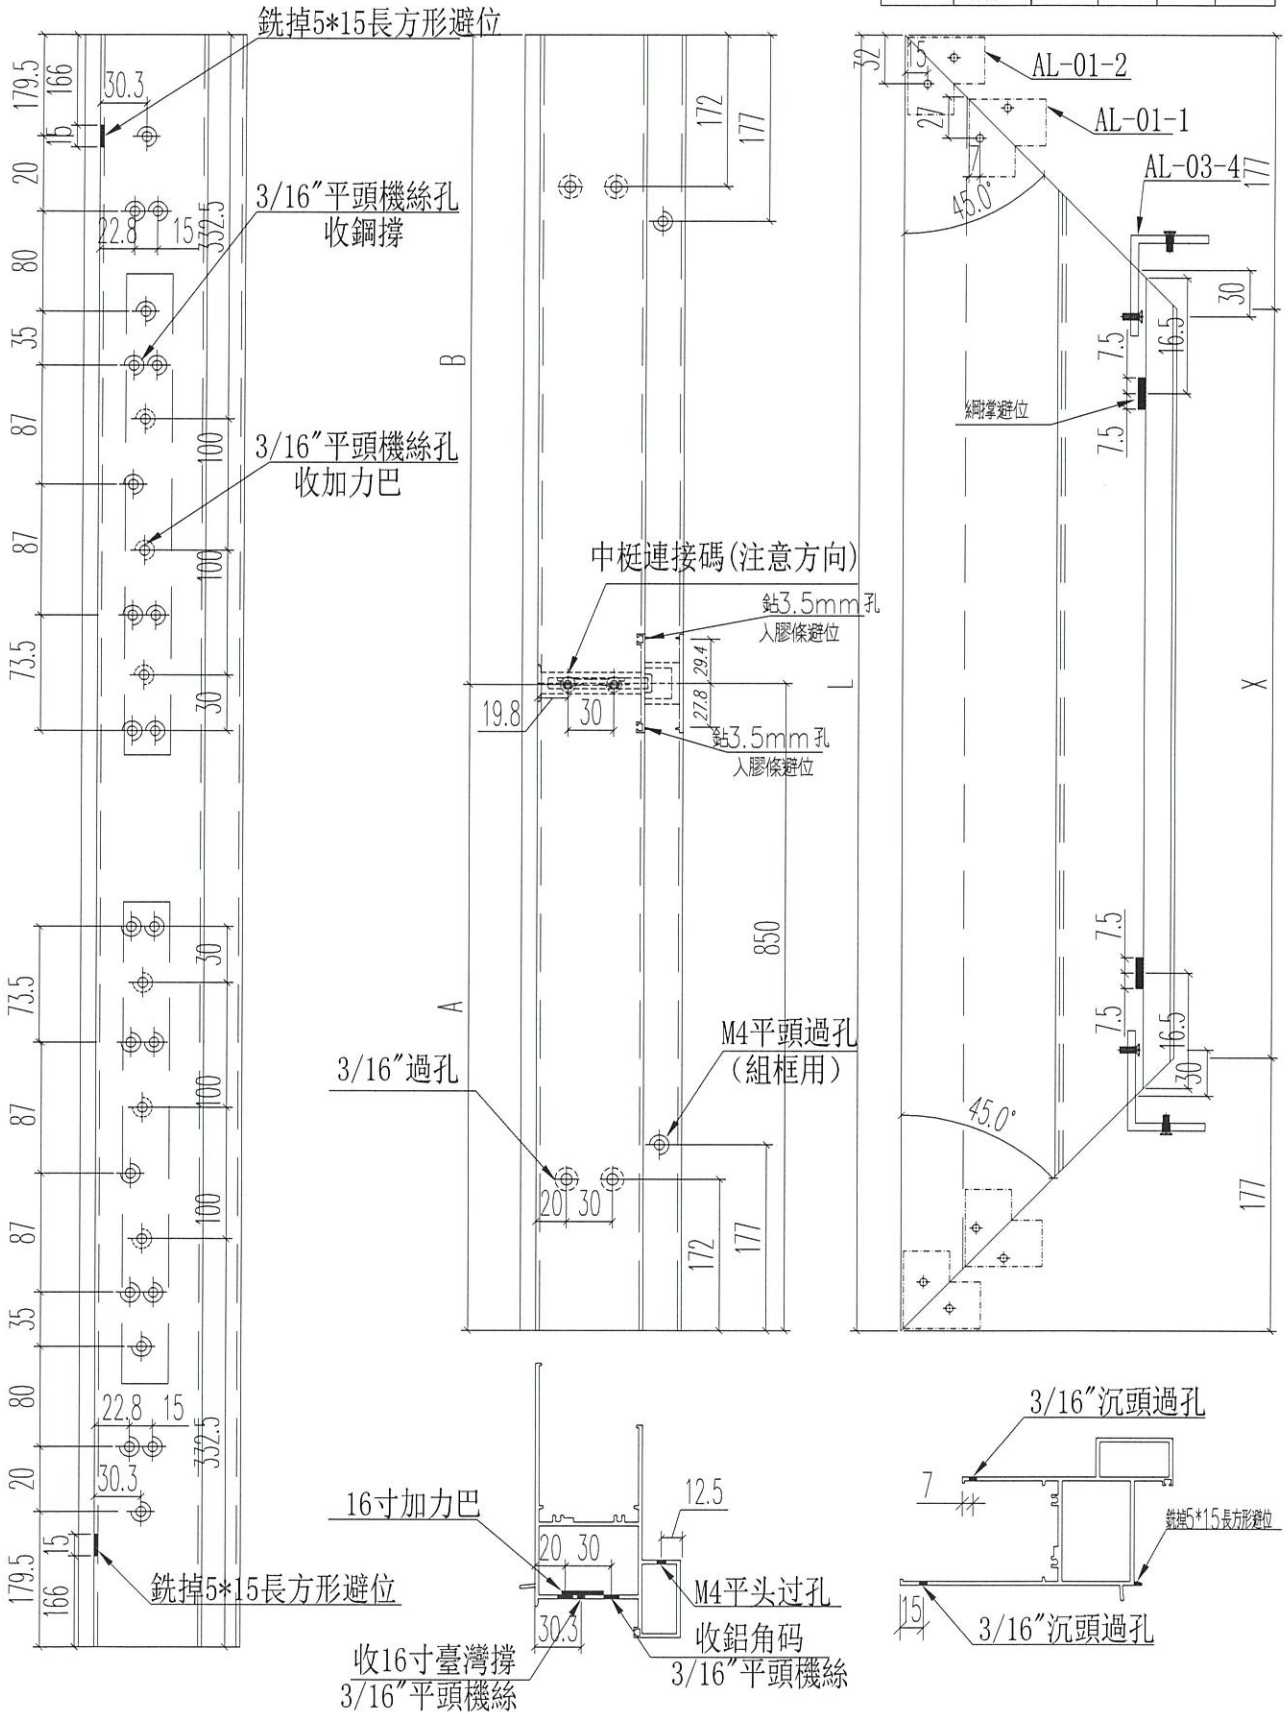 銑掉5*15長方形避位
179.5
166
30.3
15
20
3/16"平頭機絲孔
收鋼撐
22.8
15
332.5
80
35
87
100
3/16"平頭機絲孔
收加力巴
87
100
73.5
30
73.5
30
87
100
87
100
35
80
22.8
15
332.5
20
30.3
15
179.5
166
銑掉5*15長方形避位
172
177
B
中梃連接碼(注意方向)
鉆3.5mm孔
入膠條避位
29.4
27.8
19.8
30
鉆3.5mm孔
入膠條避位
L
850
A
3/16"過孔
M4平頭過孔
(組框用)
20
30
172
177
32
15
AL-01-2
27
AL-01-1
7
AL-03-4
177
45.0°
30
7.5
16.5
7.5
X
7.5
7.5
16.5
30
45.0°
177
16寸加力巴
20
30
12.5
M4平头过孔
30.3
收鋁角码
3/16"平頭機絲
收16寸臺灣撐
3/16"平頭機絲
3/16"沉頭過孔
7
銑掉5*15長方形避位
15
3/16"沉頭過孔